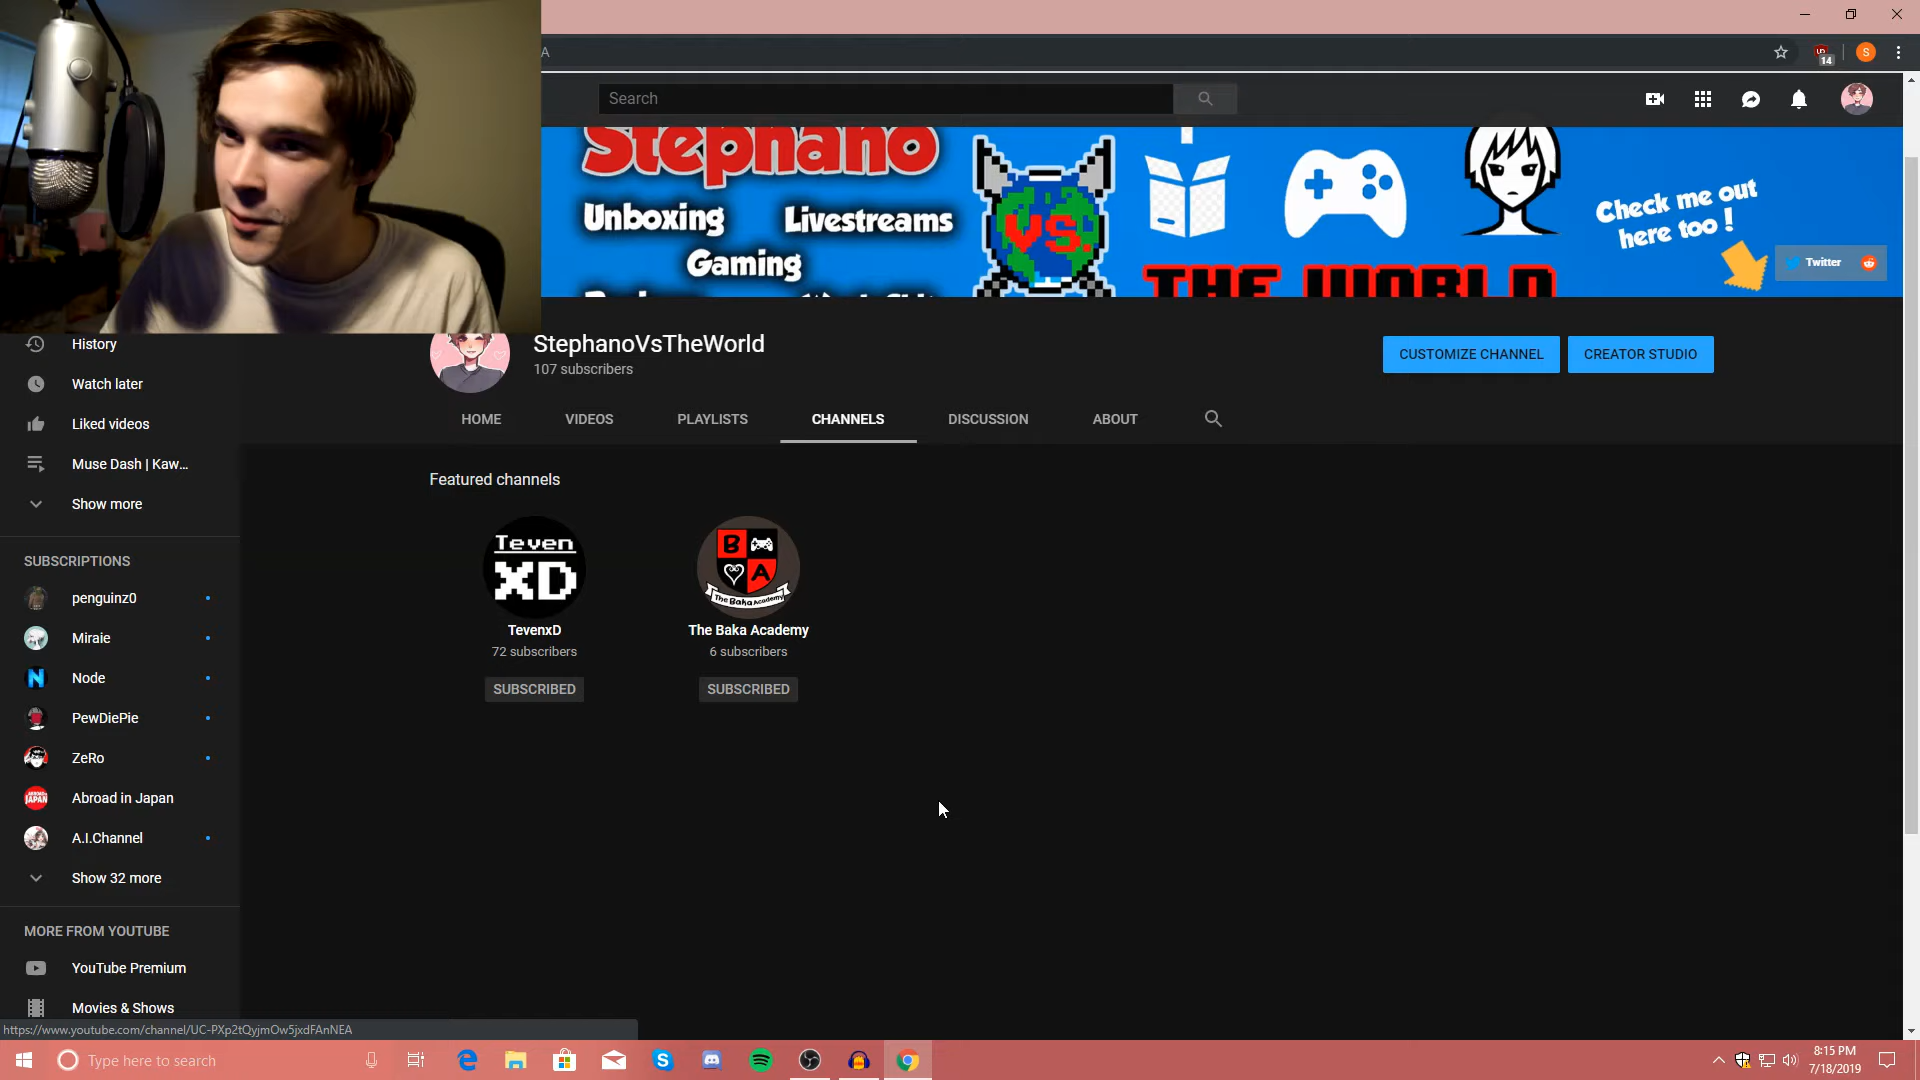 A
14
S
Search
Stephano
Unboxing
Livestreams
Gaming
VS.
THE WORLD
Check me out
here too !
Twitter
History
Watch later
Liked videos
Muse Dash | Kaw...
Show more
SUBSCRIPTIONS
penguinz0
Miraie
Node
PewDiePie
ZeRo
Abroad in Japan
A.I.Channel
Show 32 more
MORE FROM YOUTUBE
YouTube Premium
Movies & Shows
StephanoVsTheWorld
107 subscribers
CUSTOMIZE CHANNEL
CREATOR STUDIO
HOME
VIDEOS
PLAYLISTS
CHANNELS
DISCUSSION
ABOUT
Featured channels
Teven
XD
TevenxD
72 subscribers
SUBSCRIBED
B
A
The Baka Academy
The Baka Academy
6 subscribers
SUBSCRIBED
https://www.youtube.com/channel/UC-PXp2tQyjmOw5jxdFAnNEA
Type here to search
8:15 PM
7/18/2019